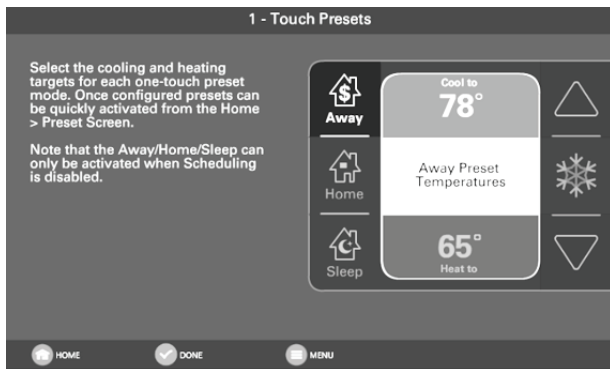 1 - Touch Presets
Select the cooling and heating
targets for each one-touch preset
mode. Once configured presets can
be quickly activated from the Home
> Preset Screen.
Note that the Away/Home/Sleep can
only be activated when Scheduling
is disabled.
$
Away
Home
Sleep
Cool to
78°
Away Preset
Temperatures
65°
Heat to
HOME
DONE
MENU